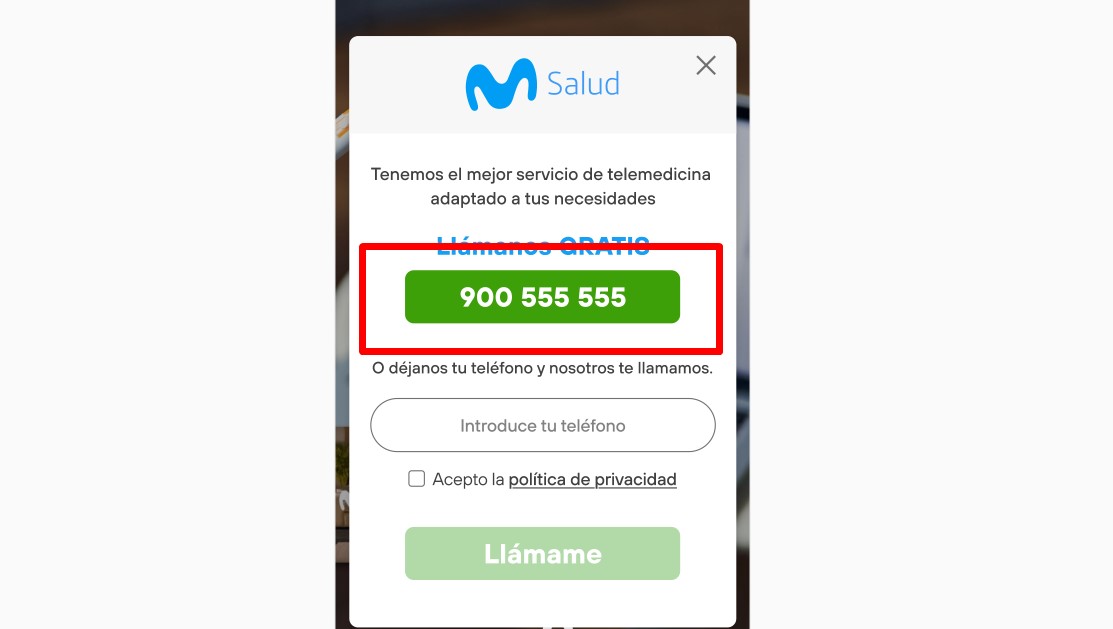 Salud
Tenemos el mejor servicio de telemedicina
adaptado a tus necesidades
Llámanos GRATIS
900 555 555
O déjanos tu teléfono y nosotros te llamamos.
Introduce tu teléfono
Acepto la política de privacidad
Llámame